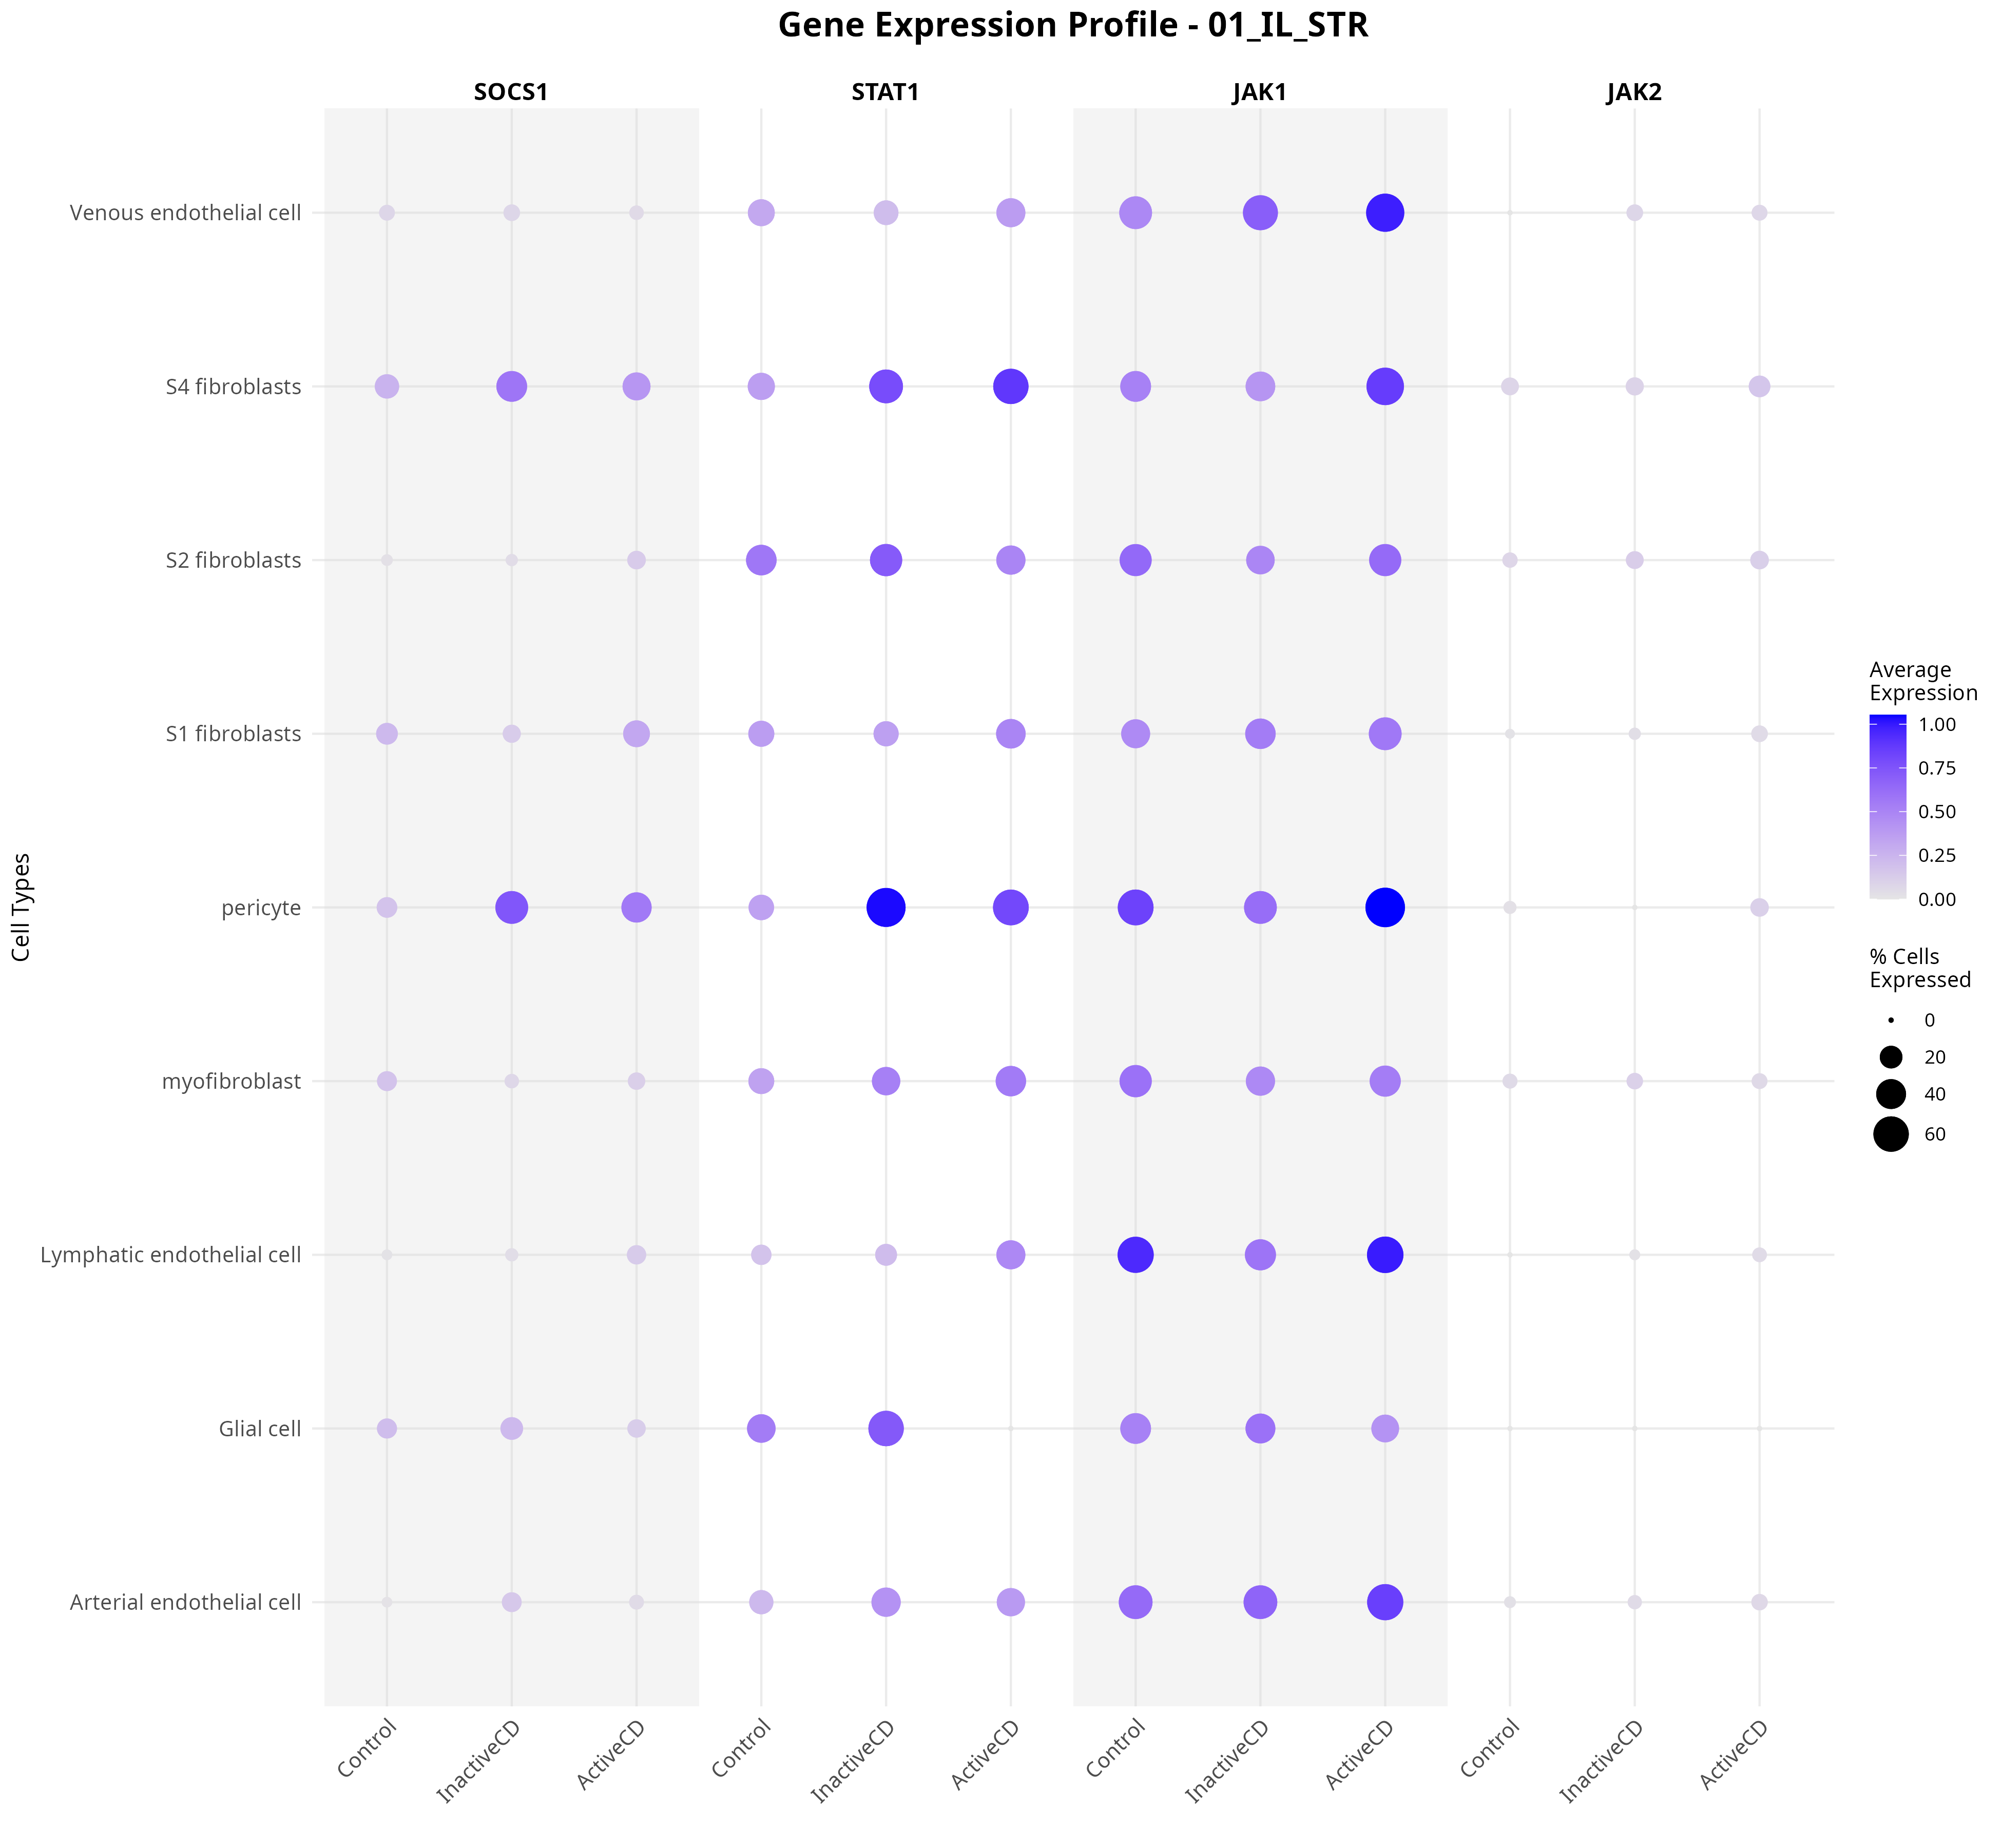 Gene Expression Profile - 01_IL_STR
SOCS1 STAT1 JAK1 JAK2
Cell Types
Venous endothelial cell
S4 fibroblasts
S2 fibroblasts
S1 fibroblasts
pericyte
myofibroblast
Lymphatic endothelial cell
Glial cell
Arterial endothelial cell
Control InactiveCD ActiveCD Control InactiveCD ActiveCD Control InactiveCD ActiveCD Control InactiveCD ActiveCD
Average
Expression
1.00
0.75
0.50
0.25
0.00
% Cells
Expressed
0
20
40
60